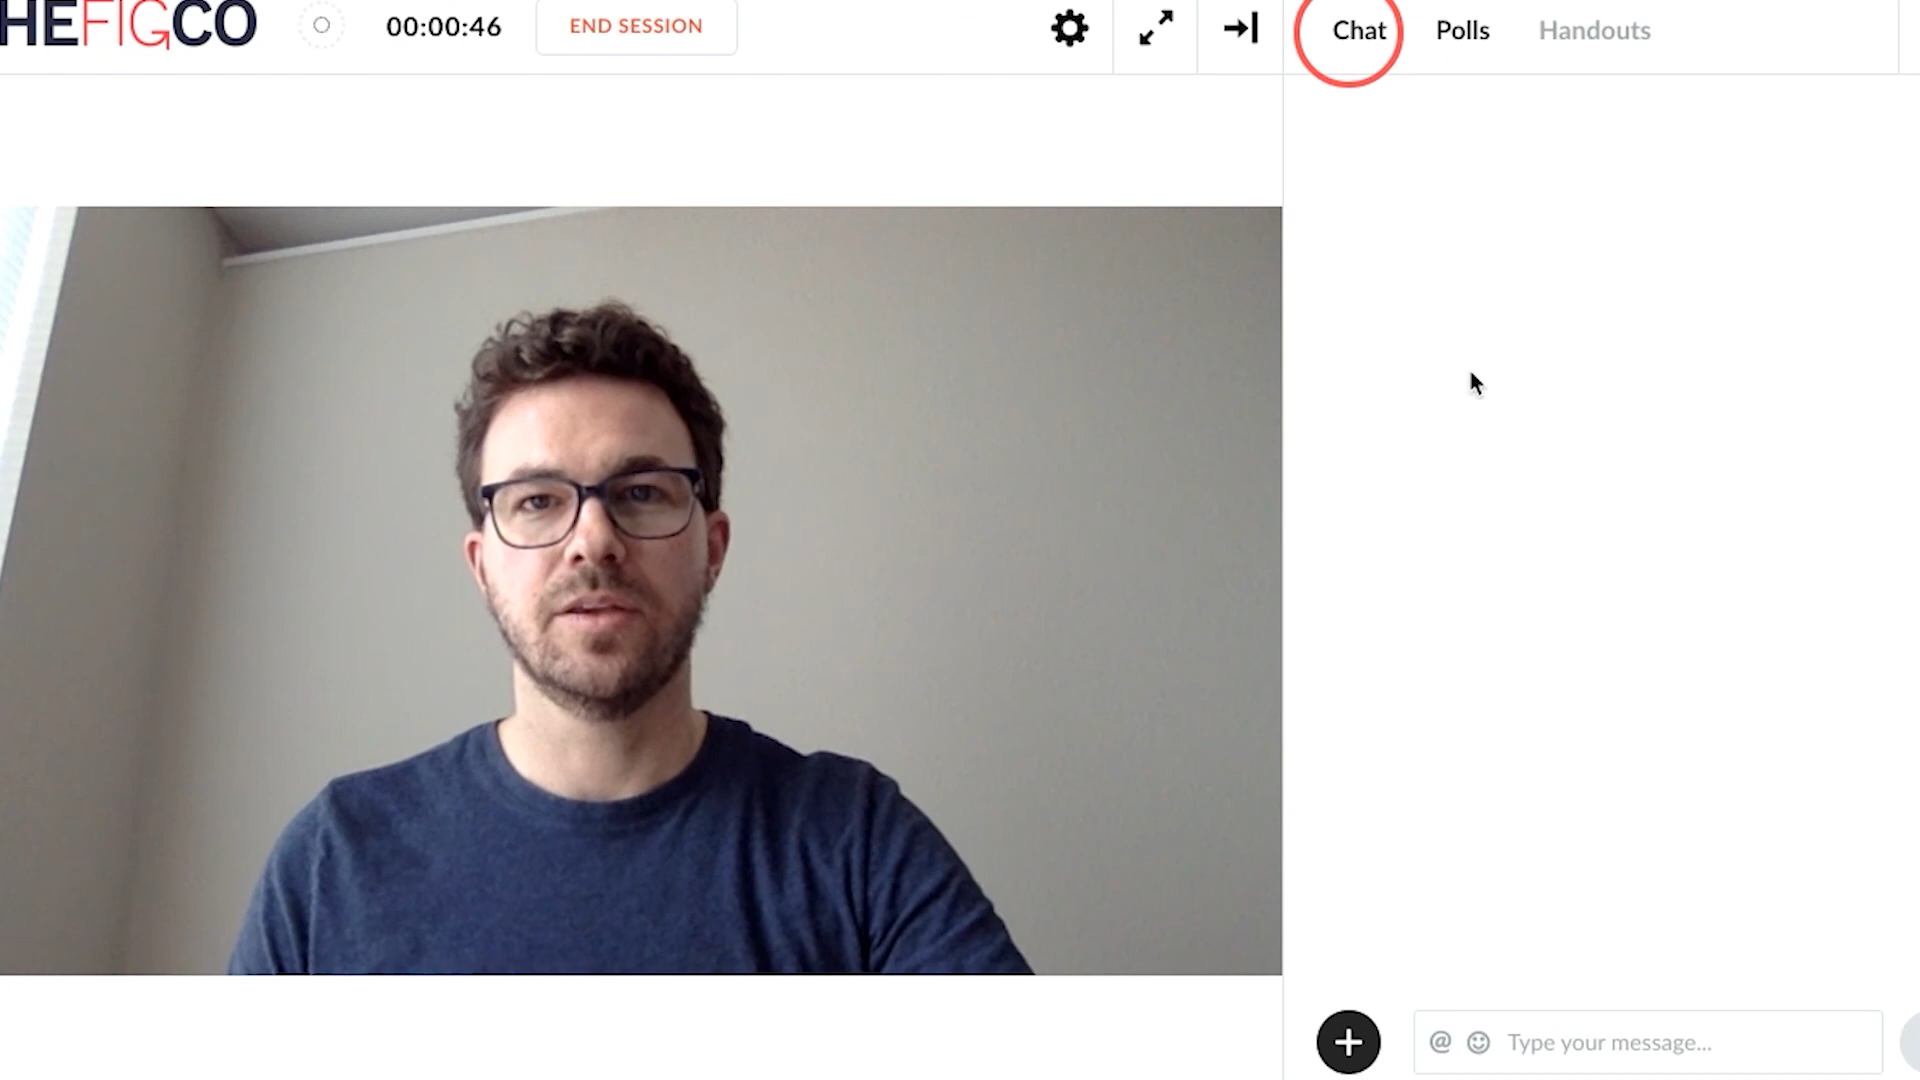 HEFIGCO
00:00:46
END SESSION
Chat
Polls
Handouts
@ Type your message...